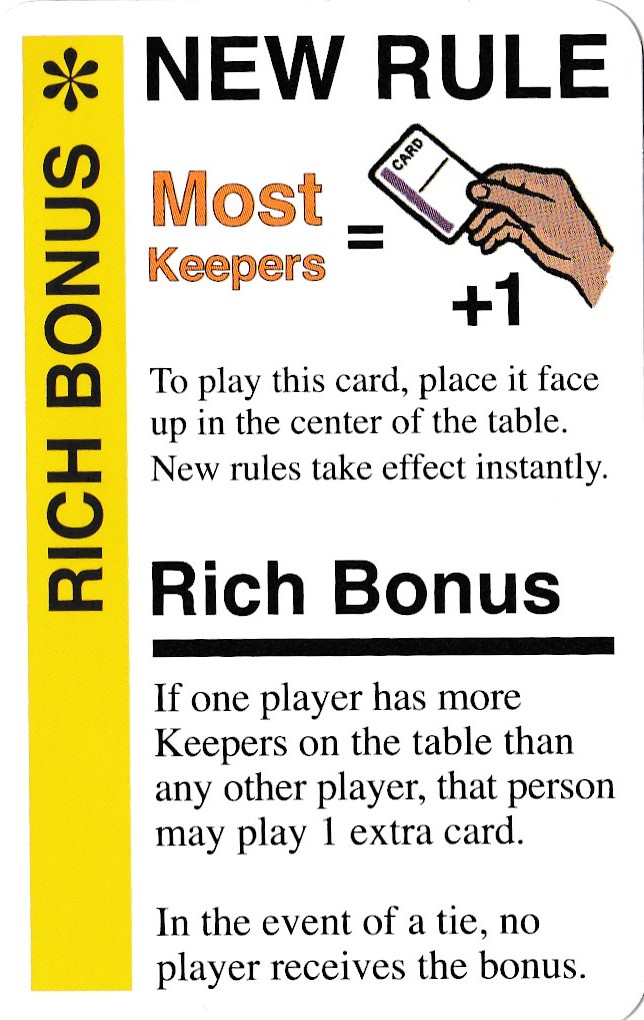 * RICH BONUS
NEW RULE
CARD
Most
Keepers
=
+1
To play this card, place it face
up in the center of the table.
New rules take effect instantly.
Rich Bonus
If one player has more
Keepers on the table than
any other player, that person
may play 1 extra card.
In the event of a tie, no
player receives the bonus.